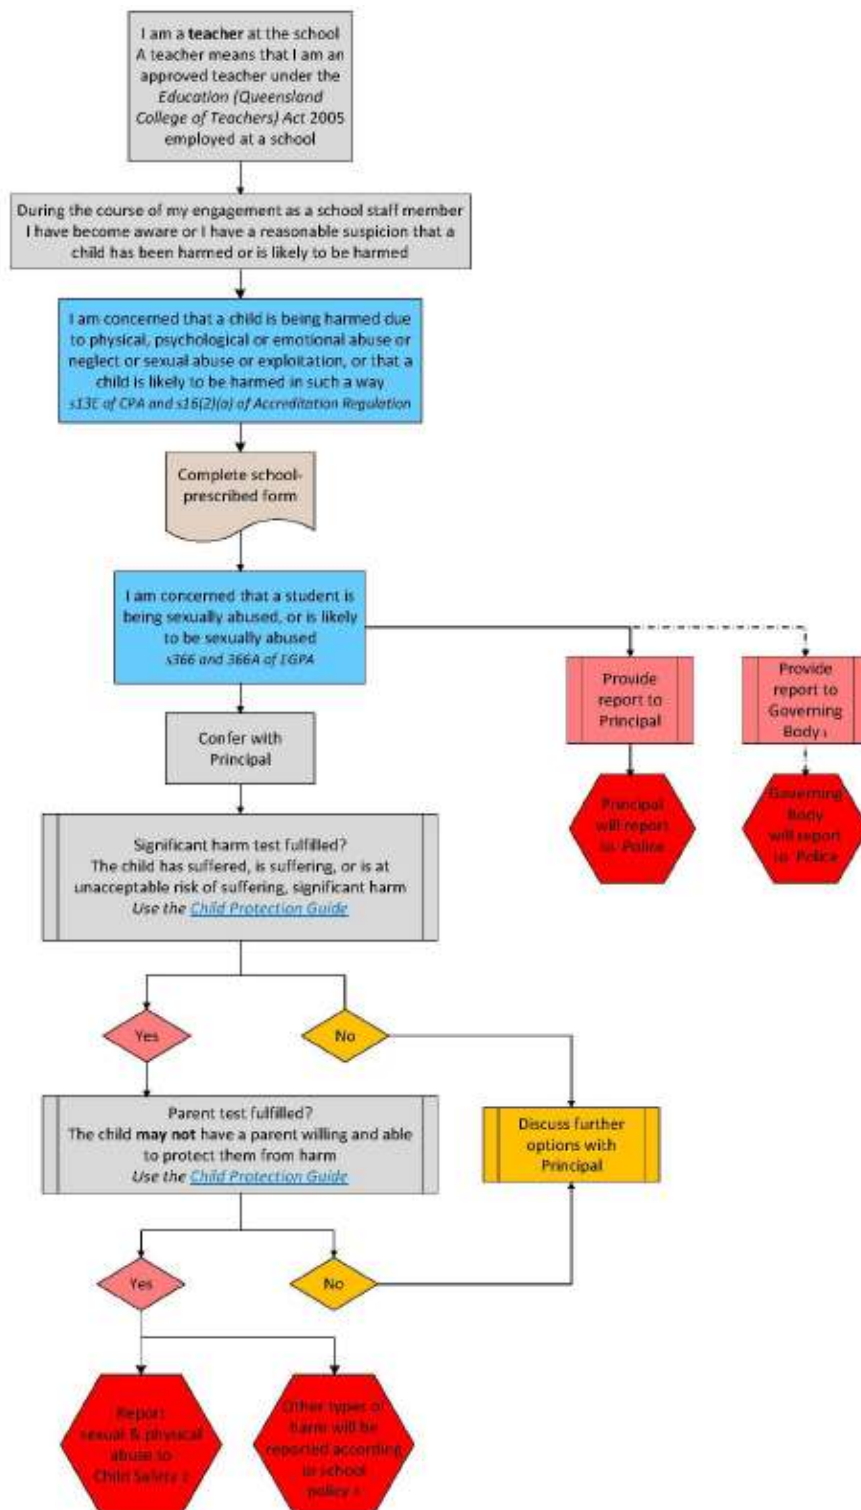 I am a teacher at the school
A teacher means that I am an
approved teacher under the
Education (Queensland
College of Teachers) Act 2005
employed at a school
During the course of my engagement as a school staff member
I have become aware or I have a reasonable suspicion that a
child has been harmed or is likely to be harmed
I am concerned that a child is being harmed due
to physical, psychological or emotional abuse or
neglect or sexual abuse or exploitation, or that a
child is likely to be harmed in such a way
s13E of CPA and s16(2)(a) of Accreditation Regulation
Complete school-
prescribed form
I am concerned that a student is
being sexually abused, or is likely
to be sexually abused
s366 and 366A of EGPA
Provide
report to
Principal
Provide
report to
Governing
Body 1
Confer with
Principal
Principal
will report
to Police
Governing
Body
will report
to Police
Significant harm test fulfilled?
The child has suffered, is suffering, or is at
unacceptable risk of suffering, significant harm
Use the Child Protection Guide
Yes
No
Parent test fulfilled?
The child may not have a parent willing and able
to protect them from harm
Use the Child Protection Guide
Discuss further
options with
Principal
Yes
No
Report
sexual & physical
abuse to
Child Safety 2
Other types of
harm will be
reported according
or school
policy